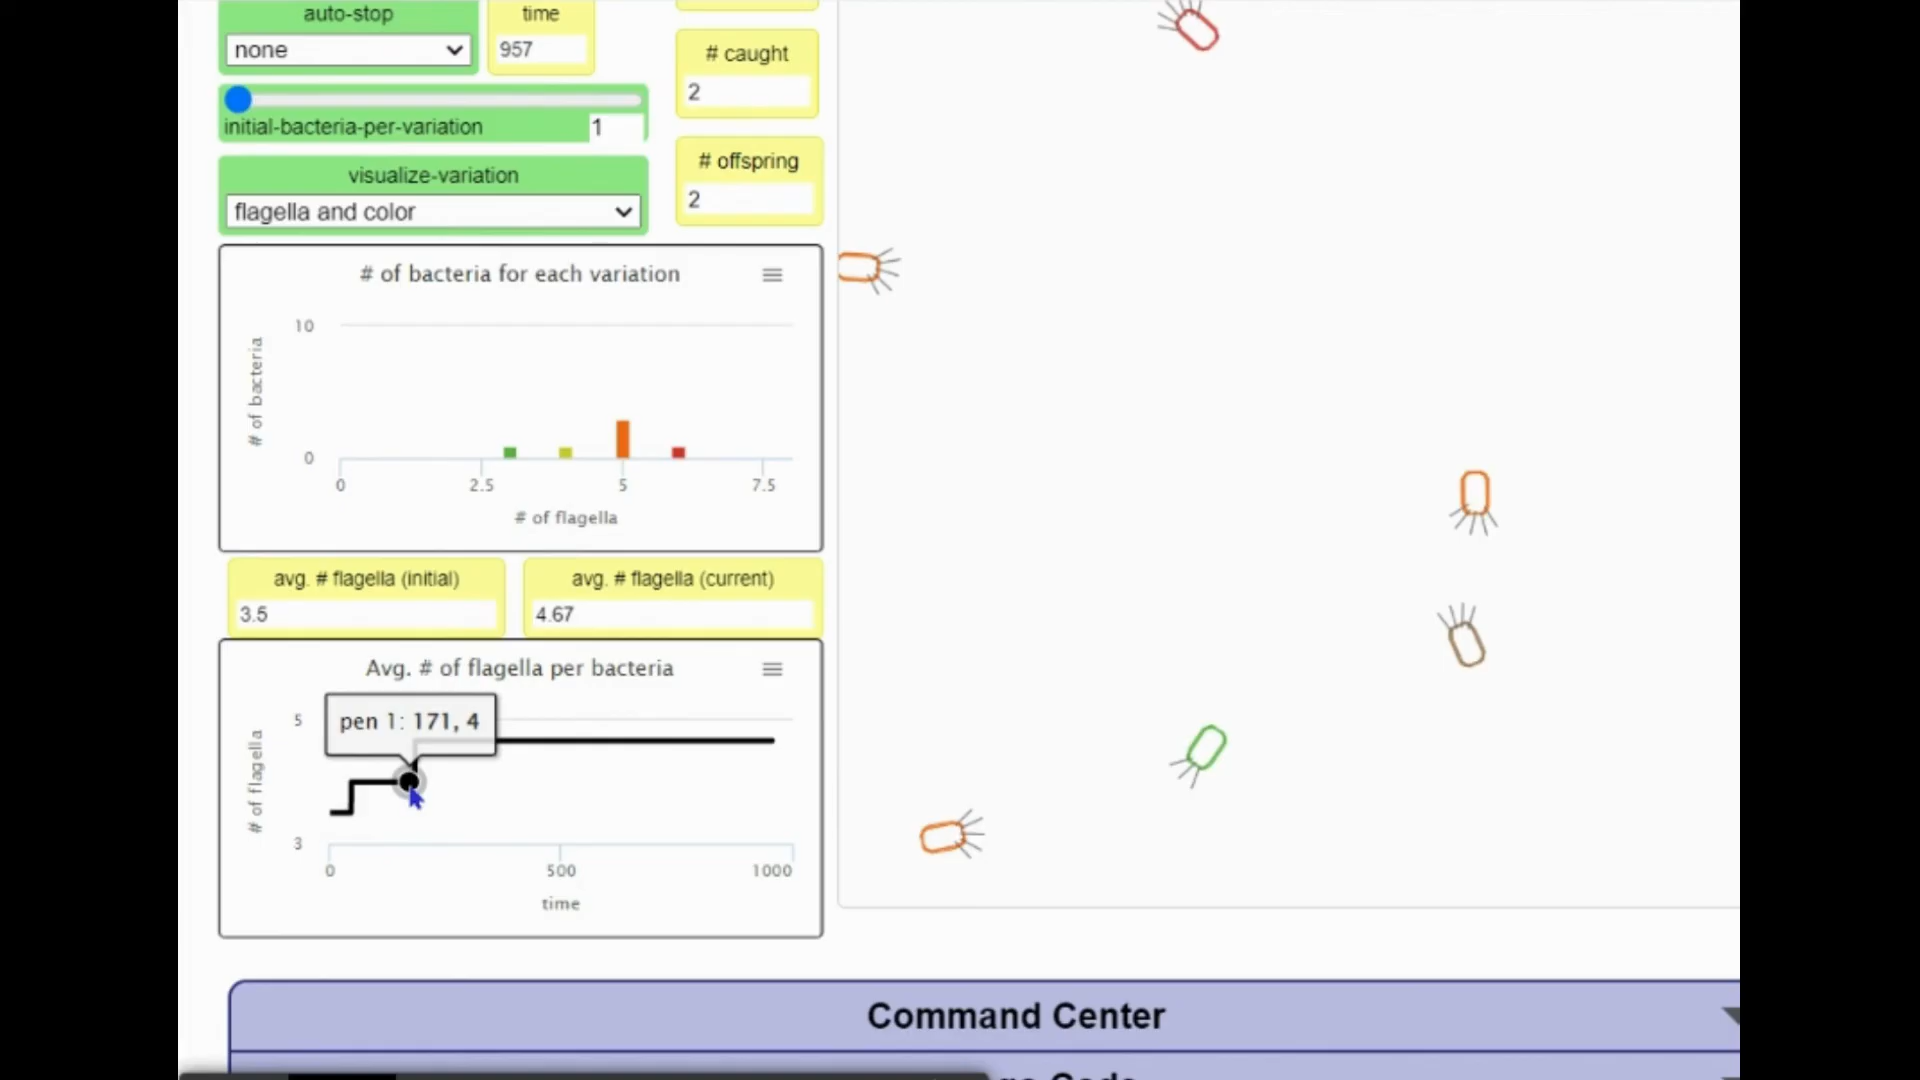 auto-stop
none
time
957
# caught
2
initial-bacteria-per-variation
1
# offspring
2
visualize-variation
flagella and color
# of bacteria for each variation
10
# of bacteria
0
0 2.5 5 7.5
# of flagella
avg. # flagella (initial)
3.5
avg. # flagella (current)
4.67
Avg. # of flagella per bacteria
pen 1: 171, 4
5
# of flagella
3
0 500 1000
time
Command Center